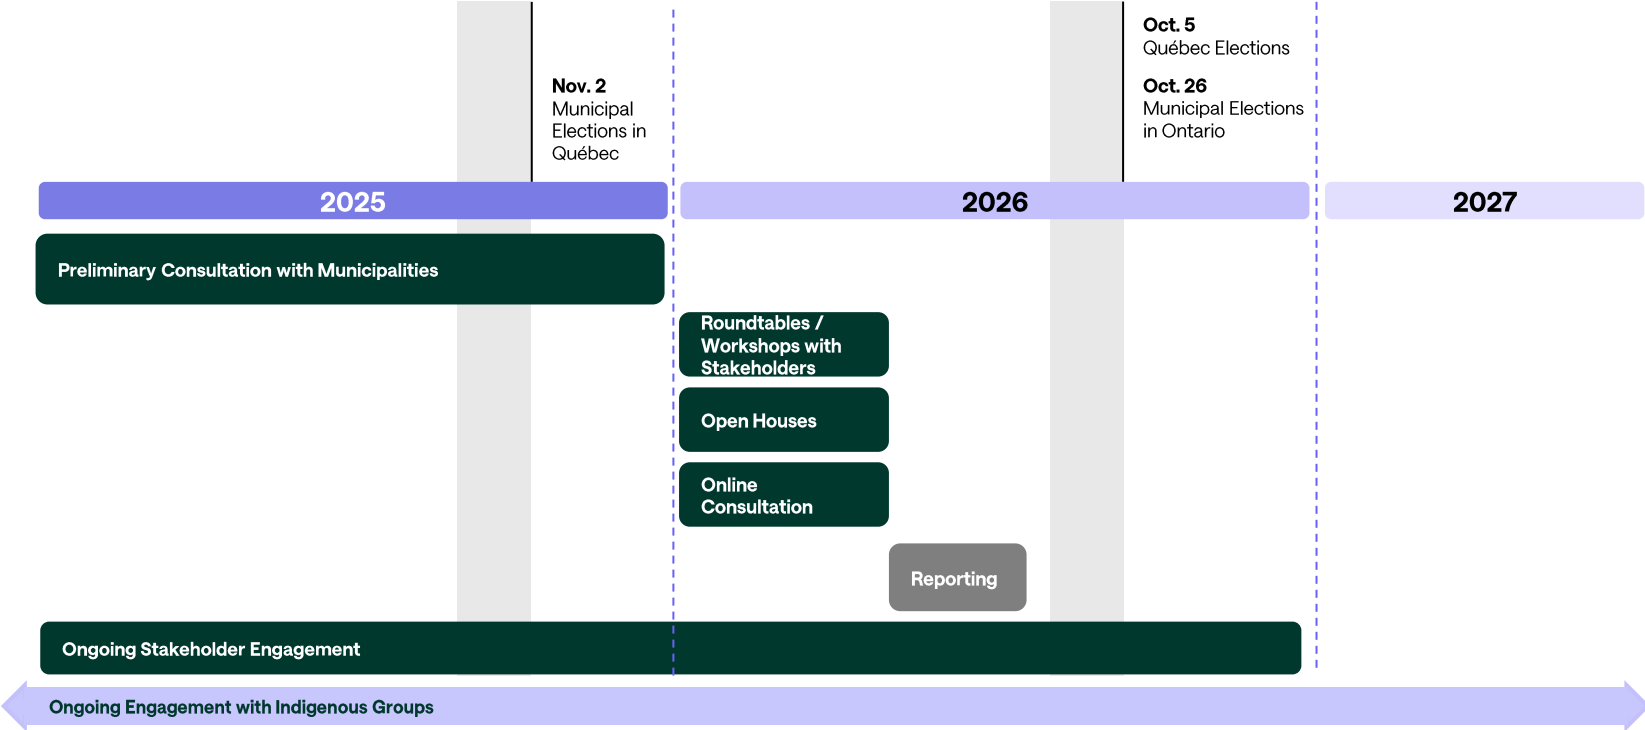 Nov. 2
Municipal
Elections in
Québec
Oct. 5
Québec Elections
Oct. 26
Municipal Elections
in Ontario
2025
2026
2027
Preliminary Consultation with Municipalities
Roundtables /
Workshops with
Stakeholders
Open Houses
Online
Consultation
Reporting
Ongoing Stakeholder Engagement
Ongoing Engagement with Indigenous Groups